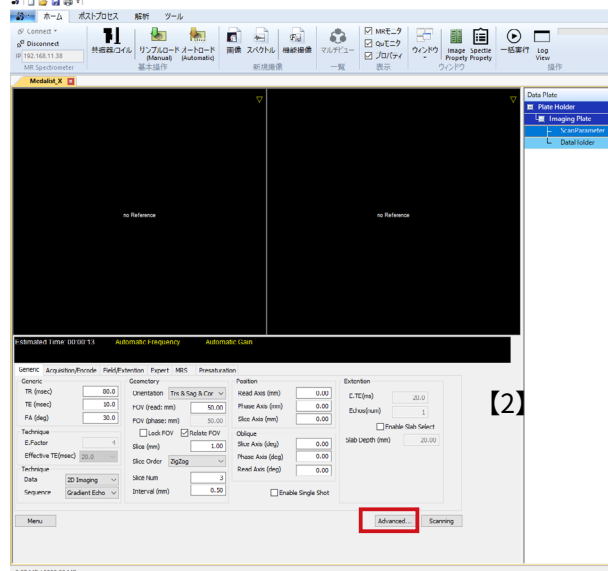 ホーム ポストプロセス 解析 ツール
Connect
Disconnect
IP 192.168.11.38
MR Spectrometer
共振器/コイル リンプルロード オートロード
(Manual) (Automatic)
基本操作
画像 スペクトル 機能撮像
新規撮像
マルチビュー
一覧
MRモニタ
QuTモニタ
プロパティ
表示
ウィンドウ Image Spectle
Propety Propety
ウィンドウ
一括実行 Log
View
操作
Medalist_X
Data Plate
Plate Holder
Imaging Plate
ScanParameter
DataHolder
no Reference no Reference
Estimated Time: 00:00:13 Automatic Frequency Automatic Gain
Generic Acquisition/Encode Field/Extention Expert MRS Presaturation
Generic
TR (msec) 80.0
TE (msec) 10.0
FA (deg) 30.0
Technique
E.Factor 4
Effective TE(msec) 20.0
Technique
Data 2D Imaging
Sequence Gradient Echo
Geometory
Orientation Trs & Sag & Cor
FOV (read: mm) 50.00
FOV (phase: mm) 50.00
Lock FOV Relate FOV
Slice (mm) 1.00
Slice Order ZigZag
Slice Num 3
Interval (mm) 0.50
Position
Read Axis (mm) 0.00
Phase Axis (mm) 0.00
Slice Axis (mm) 0.00
Oblique
Slice Axis (deg) 0.00
Phase Axis (deg) 0.00
Read Axis (deg) 0.00
Enable Single Shot
Extention
E.TE(ms) 20.0
Echos(num) 1
Enable Slab Select
Slab Depth (mm) 20.00
【2】
Menu Advanced... Scanning